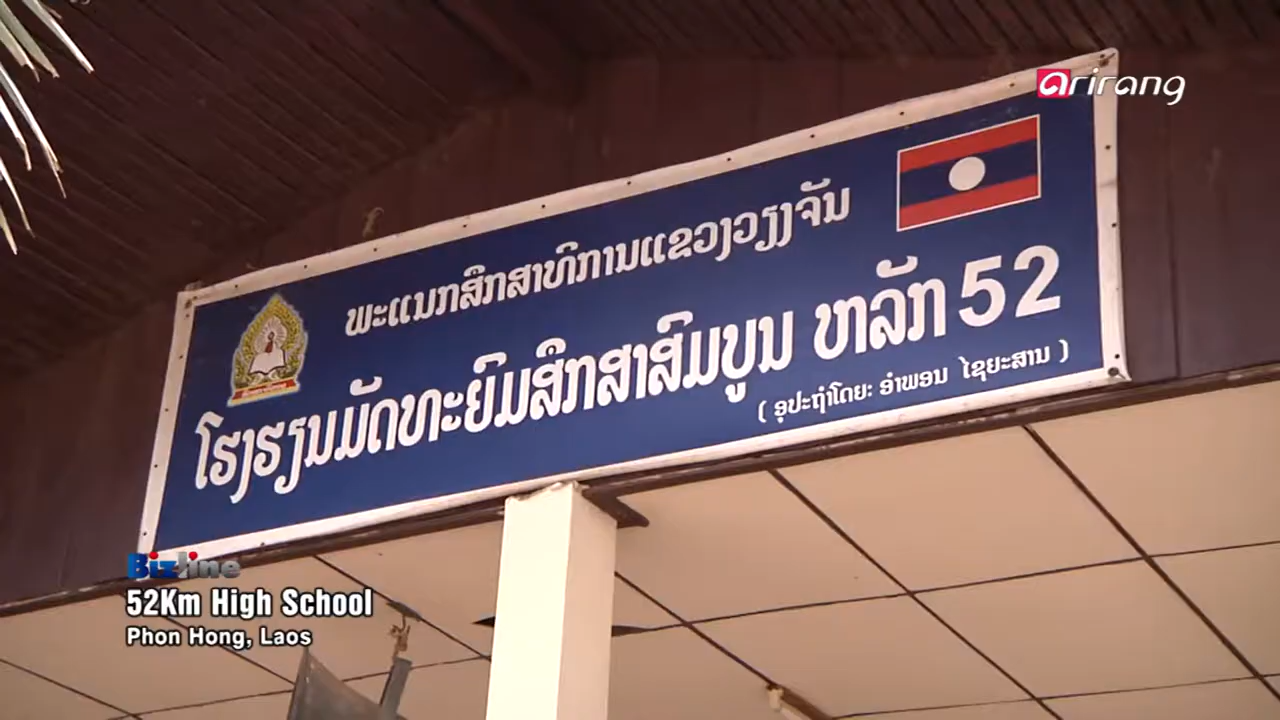 arirang
ພະແນກສຶກສາທິການແຂວງວຽງຈັນ
ໂຮງຮຽນມັດທະຍົມສຶກສາສົມບູນ ຫລັກ 52
( ອຸປະຖຳໂດຍ: ອຳພອນ ໄຊຍະສານ )
Bizline
52Km High School
Phon Hong, Laos